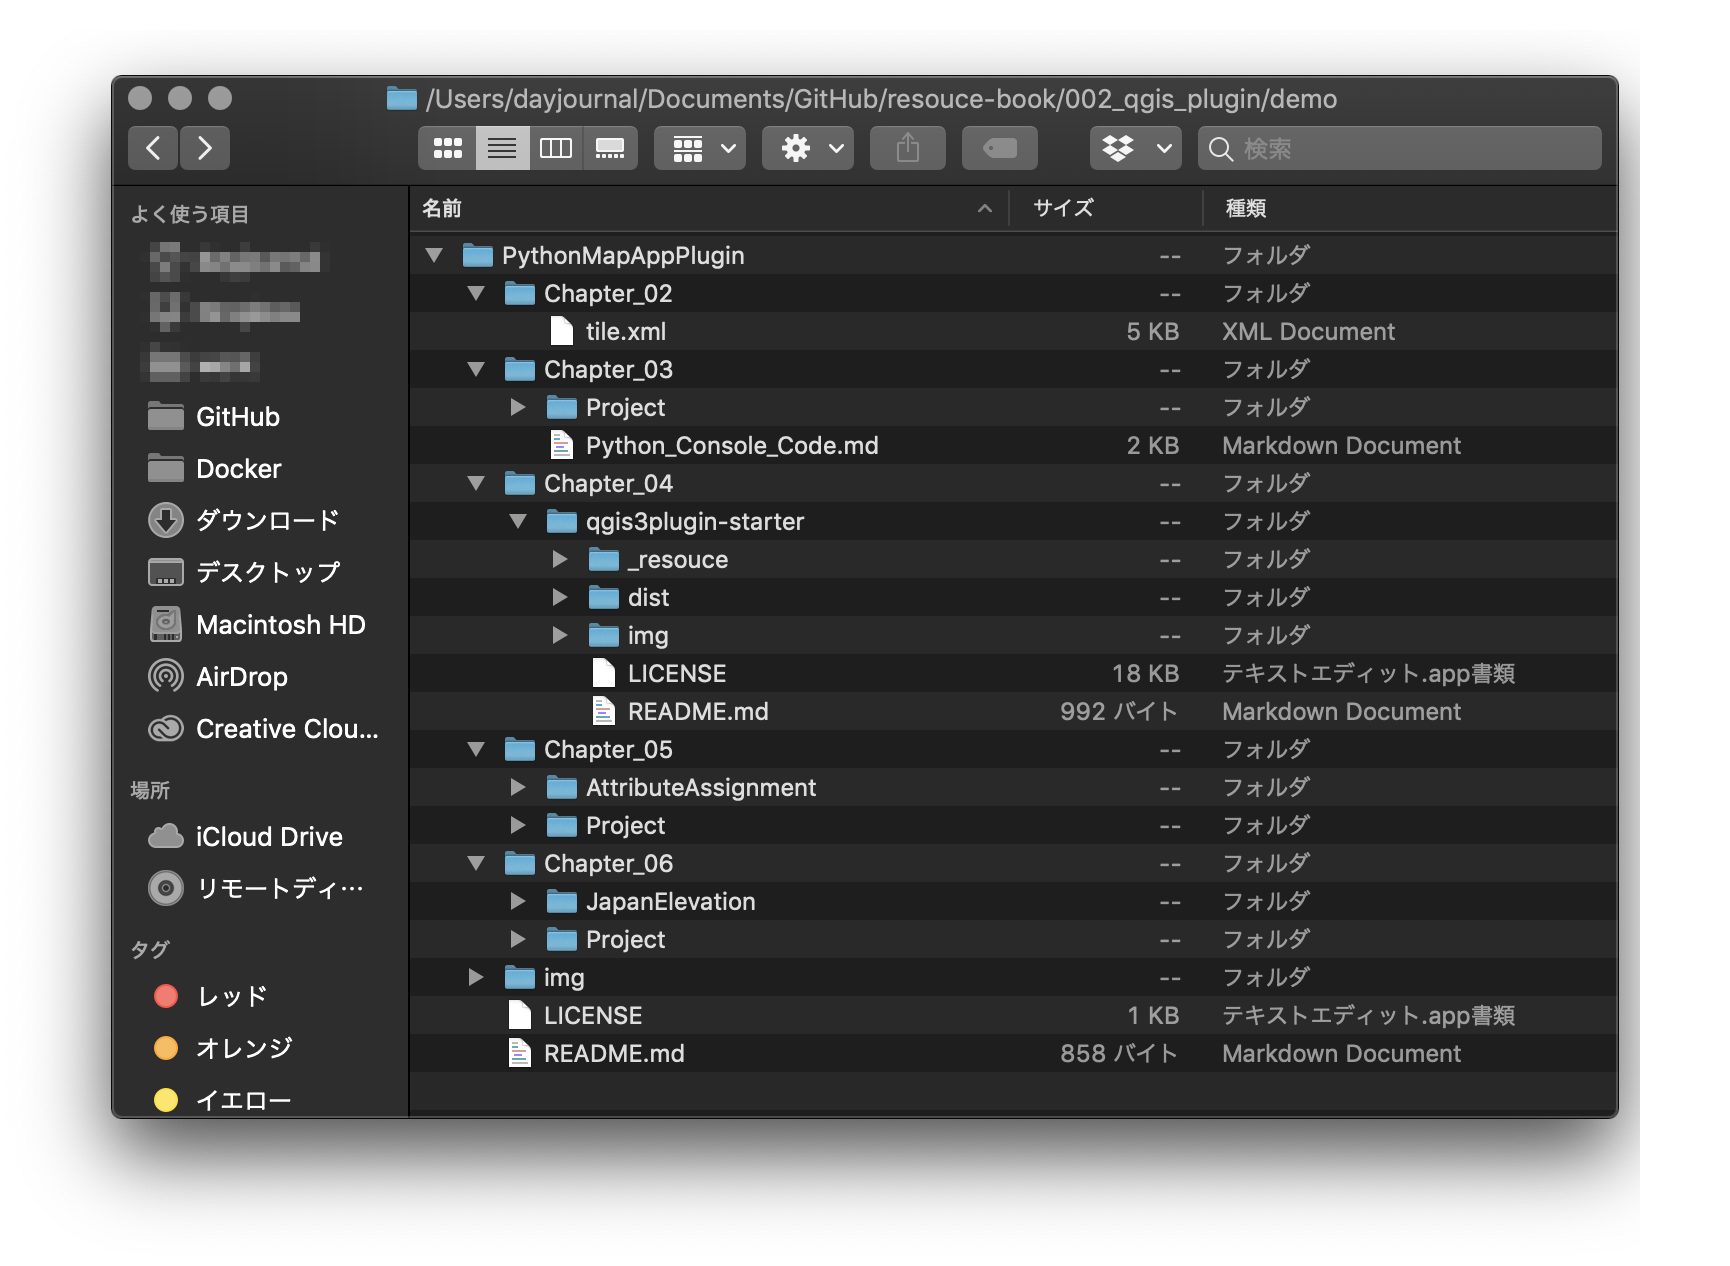 /Users/dayjournal/Documents/GitHub/resouce-book/002_qgis_plugin/demo
検索
よく使う項目
GitHub
Docker
ダウンロード
デスクトップ
Macintosh HD
AirDrop
Creative Clou...
場所
iCloud Drive
リモートディ…
タグ
レッド
オレンジ
イエロー
名前 サイズ 種類
PythonMapAppPlugin -- フォルダ
Chapter_02 -- フォルダ
tile.xml 5 KB XML Document
Chapter_03 -- フォルダ
Project -- フォルダ
Python_Console_Code.md 2 KB Markdown Document
Chapter_04 -- フォルダ
qgis3plugin-starter -- フォルダ
_resouce -- フォルダ
dist -- フォルダ
img -- フォルダ
LICENSE 18 KB テキストエディット.app書類
README.md 992 バイト Markdown Document
Chapter_05 -- フォルダ
AttributeAssignment -- フォルダ
Project -- フォルダ
Chapter_06 -- フォルダ
JapanElevation -- フォルダ
Project -- フォルダ
img -- フォルダ
LICENSE 1 KB テキストエディット.app書類
README.md 858 バイト Markdown Document